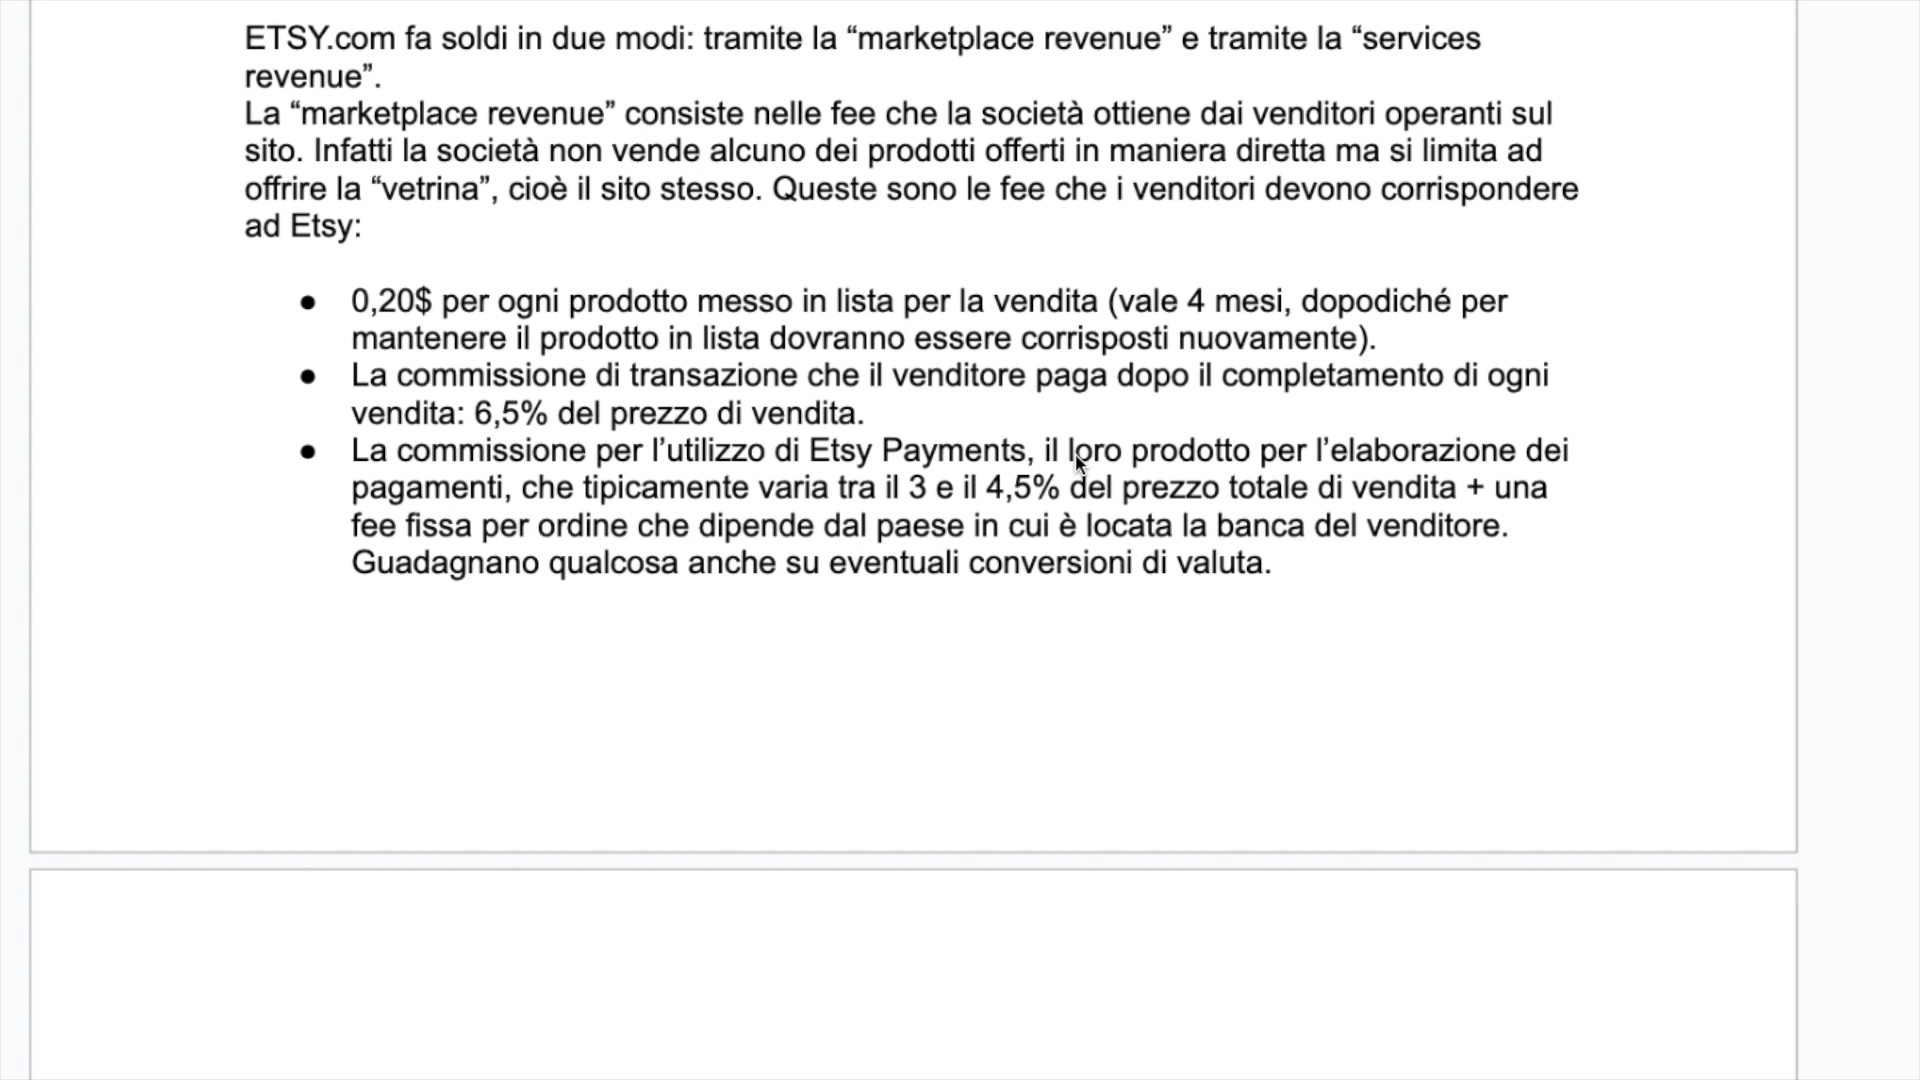 ETSY.com fa soldi in due modi: tramite la “marketplace revenue” e tramite la “services
revenue”.
La “marketplace revenue” consiste nelle fee che la società ottiene dai venditori operanti sul
sito. Infatti la società non vende alcuno dei prodotti offerti in maniera diretta ma si limita ad
offrire la “vetrina”, cioè il sito stesso. Queste sono le fee che i venditori devono corrispondere
ad Etsy:
● 0,20$ per ogni prodotto messo in lista per la vendita (vale 4 mesi, dopodiché per
mantenere il prodotto in lista dovranno essere corrisposti nuovamente).
● La commissione di transazione che il venditore paga dopo il completamento di ogni
vendita: 6,5% del prezzo di vendita.
● La commissione per l’utilizzo di Etsy Payments, il loro prodotto per l’elaborazione dei
pagamenti, che tipicamente varia tra il 3 e il 4,5% del prezzo totale di vendita + una
fee fissa per ordine che dipende dal paese in cui è locata la banca del venditore.
Guadagnano qualcosa anche su eventuali conversioni di valuta.